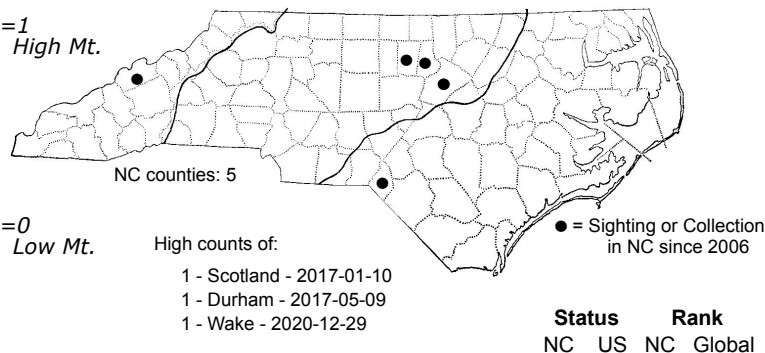 =1
High Mt.
NC counties: 5
=0
Low Mt.
High counts of:
1 - Scotland - 2017-01-10
1 - Durham - 2017-05-09
1 - Wake - 2020-12-29
● = Sighting or Collection
in NC since 2006
Status Rank
NC US NC Global